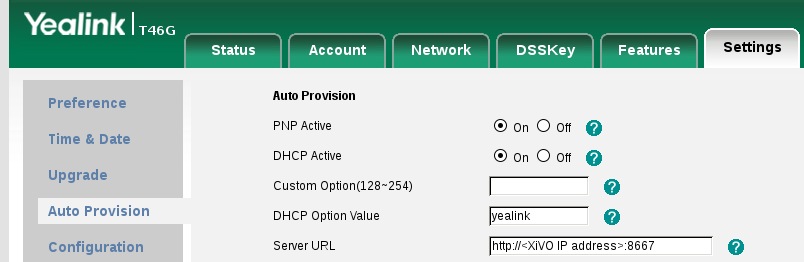 Yealink | T46G
Status Account Network DSSKey Features Settings
Preference
Time & Date
Upgrade
Auto Provision
Configuration
Auto Provision
PNP Active On Off ?
DHCP Active On Off ?
Custom Option(128~254) ?
DHCP Option Value yealink ?
Server URL http://<XiVO IP address>:8667 ?